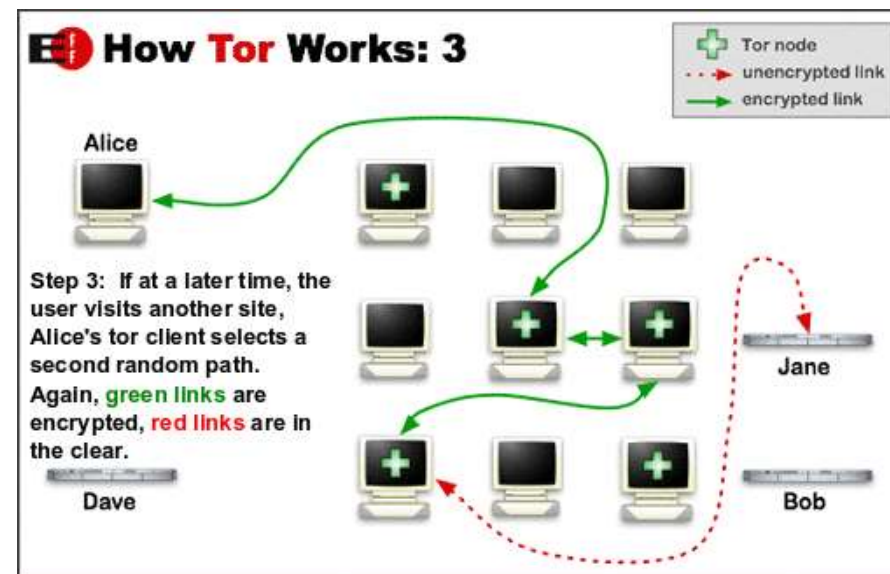 EFF How Tor Works: 3
Tor node
unencrypted link
encrypted link
Alice
Step 3: If at a later time, the
user visits another site,
Alice's tor client selects a
second random path.
Again, green links are
encrypted, red links are in
the clear.
Jane
Dave
Bob